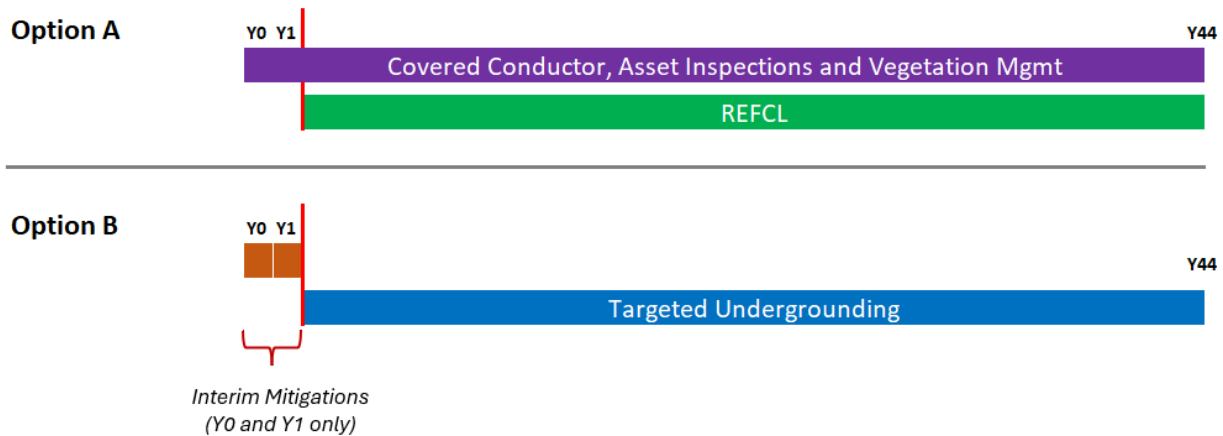 Option A
Y0 Y1
Y44
Covered Conductor, Asset Inspections and Vegetation Mgmt
REFCL
Option B
Y0 Y1
Y44
Targeted Undergrounding
Interim Mitigations
(Y0 and Y1 only)